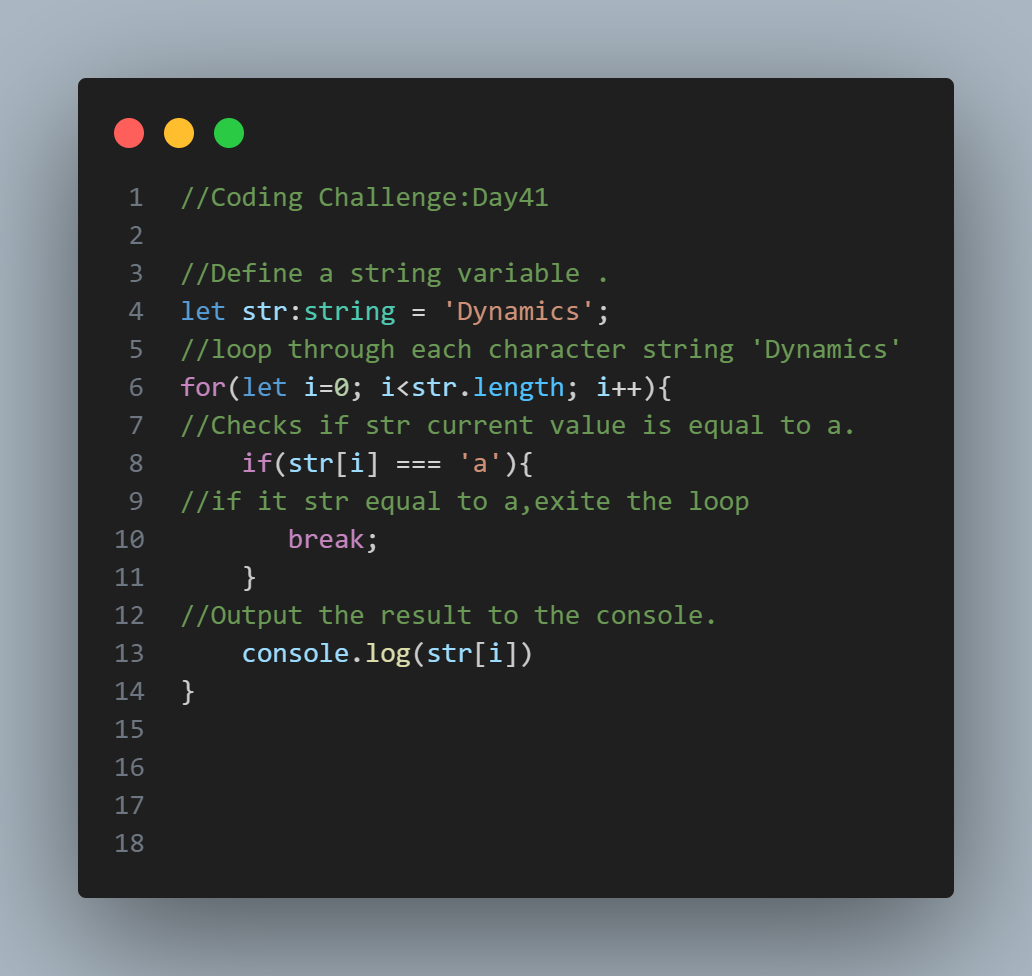 1 //Coding Challenge:Day41
2
3 //Define a string variable .
4 let str:string = 'Dynamics';
5 //loop through each character string 'Dynamics'
6 for(let i=0; i<str.length; i++){
7 //Checks if str current value is equal to a.
8     if(str[i] === 'a'){
9 //if it str equal to a,exite the loop
10        break;
11     }
12 //Output the result to the console.
13     console.log(str[i])
14 }
15
16
17
18